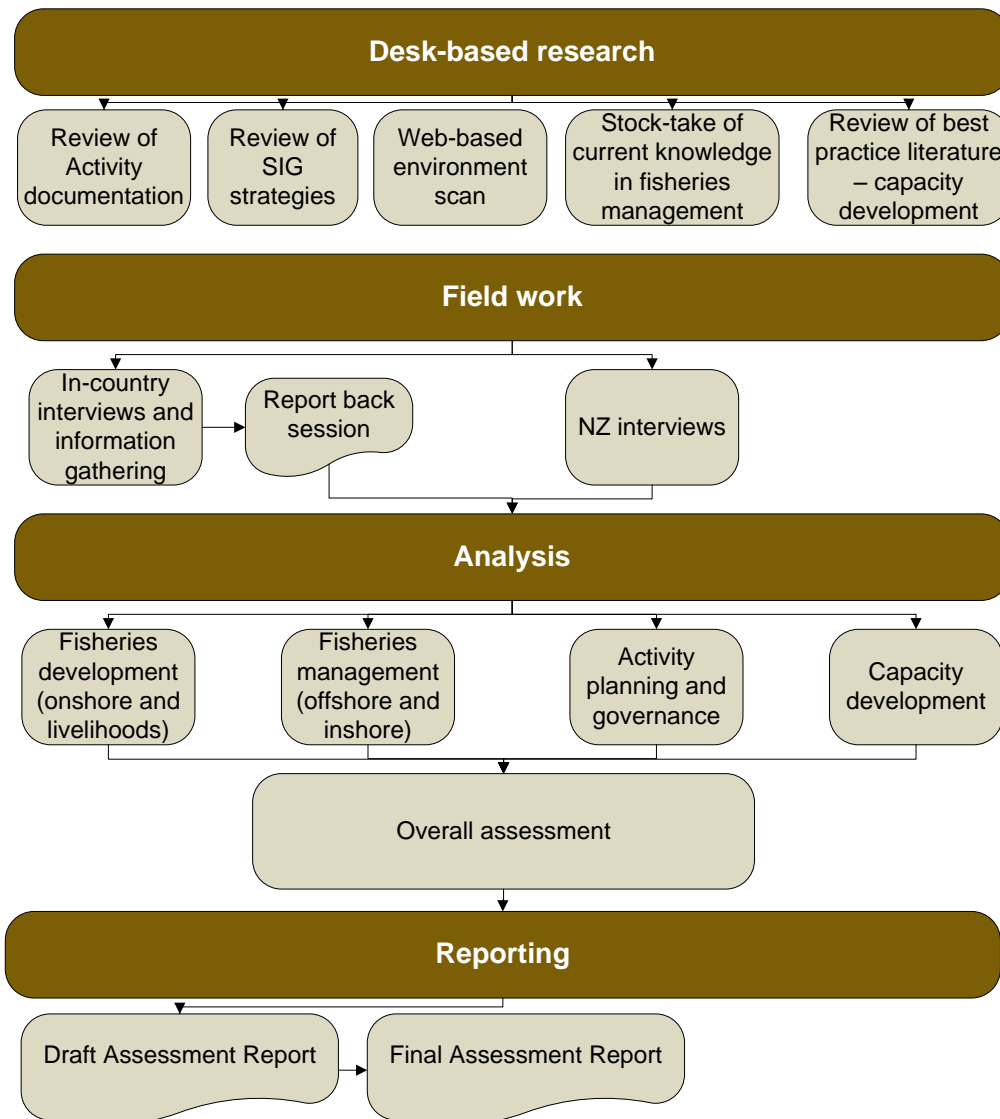 Desk-based research
Review of
Activity
documentation
Review of
SIG
strategies
Web-based
environment
scan
Stock-take of
current knowledge
in fisheries
management
Review of best
practice literature
– capacity
development
Field work
In-country
interviews and
information
gathering
Report back
session
NZ interviews
Analysis
Fisheries
development
(onshore and
livelihoods)
Fisheries
management
(offshore and
inshore)
Activity
planning and
governance
Capacity
development
Overall assessment
Reporting
Draft Assessment Report
Final Assessment Report